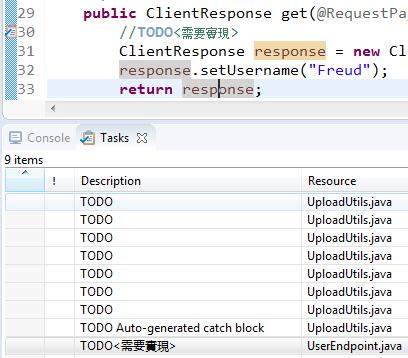 29 public ClientResponse get(@RequestPa
30 //TODO<需要實現>
31 ClientResponse response = new Cl
32 response.setUsername("Freud");
33 return response;
Console Tasks
9 items
! Description Resource
TODO UploadUtils.java
TODO UploadUtils.java
TODO UploadUtils.java
TODO UploadUtils.java
TODO UploadUtils.java
TODO UploadUtils.java
TODO UploadUtils.java
TODO Auto-generated catch block UploadUtils.java
TODO<需要實現> UserEndpoint.java